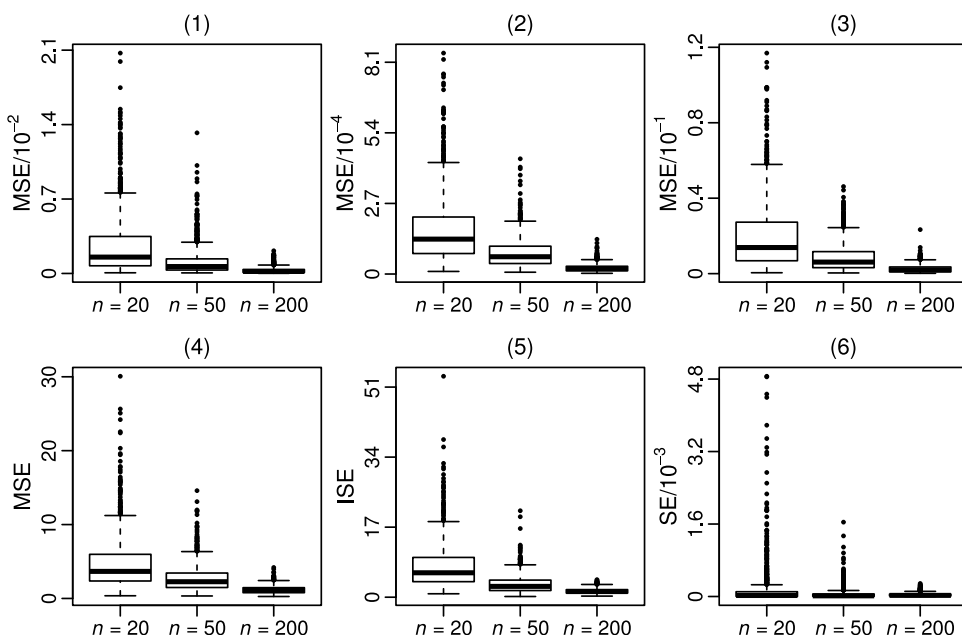 (1)
MSE/10⁻²
2.1
1.4
0.7
0
n = 20 n = 50 n = 200
(2)
MSE/10⁻⁴
8.1
5.4
2.7
0
n = 20 n = 50 n = 200
(3)
MSE/10⁻¹
1.2
0.8
0.4
0
n = 20 n = 50 n = 200
(4)
MSE
30
20
10
0
n = 20 n = 50 n = 200
(5)
ISE
51
34
17
0
n = 20 n = 50 n = 200
(6)
SE/10⁻³
4.8
3.2
1.6
0
n = 20 n = 50 n = 200